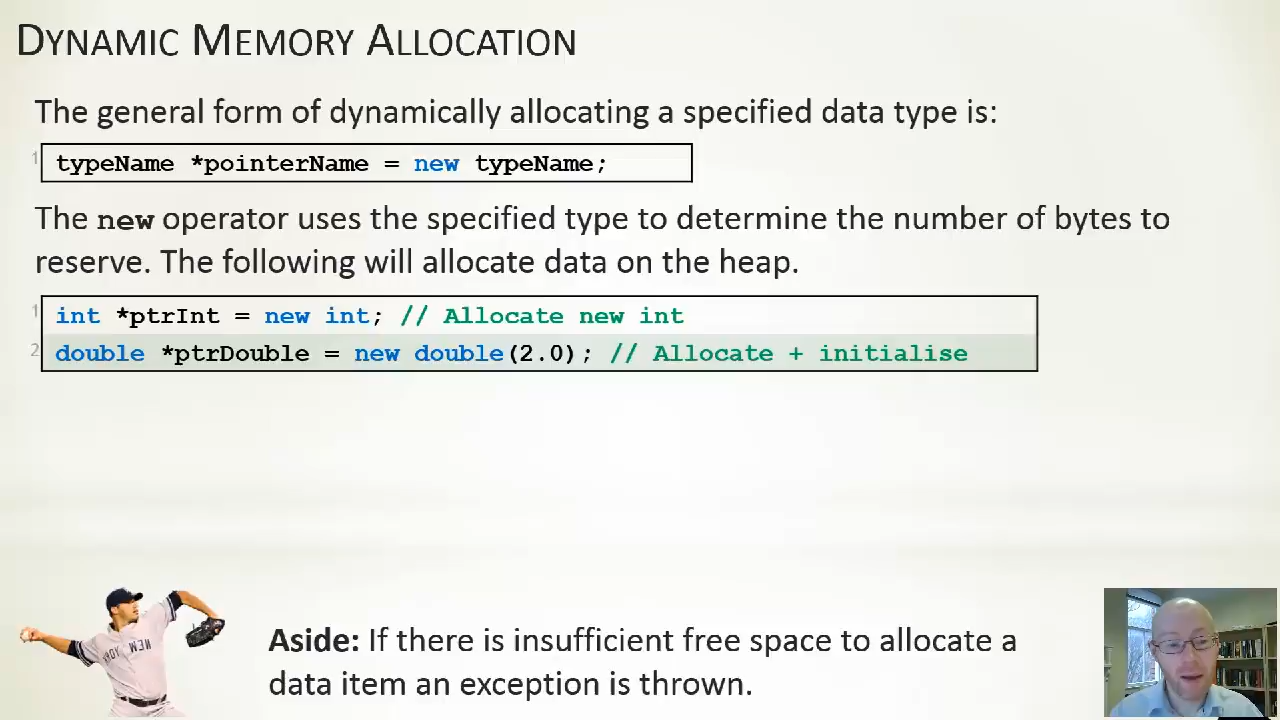 DYNAMIC MEMORY ALLOCATION
The general form of dynamically allocating a specified data type is:
1 typeName *pointerName = new typeName;
The new operator uses the specified type to determine the number of bytes to
reserve. The following will allocate data on the heap.
1 int *ptrInt = new int; // Allocate new int
2 double *ptrDouble = new double(2.0); // Allocate + initialise
Aside: If there is insufficient free space to allocate a
data item an exception is thrown.